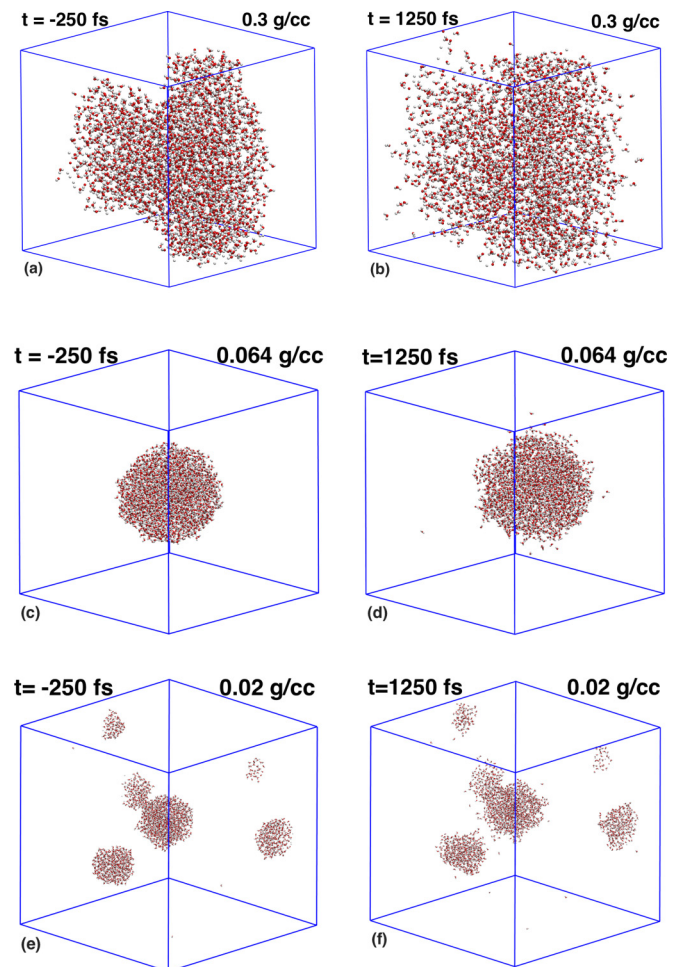 t = -250 fs 0.3 g/cc t = 1250 fs 0.3 g/cc
(a) (b)
t = -250 fs 0.064 g/cc t=1250 fs 0.064 g/cc
(c) (d)
t= -250 fs 0.02 g/cc t=1250 fs 0.02 g/cc
(e) (f)